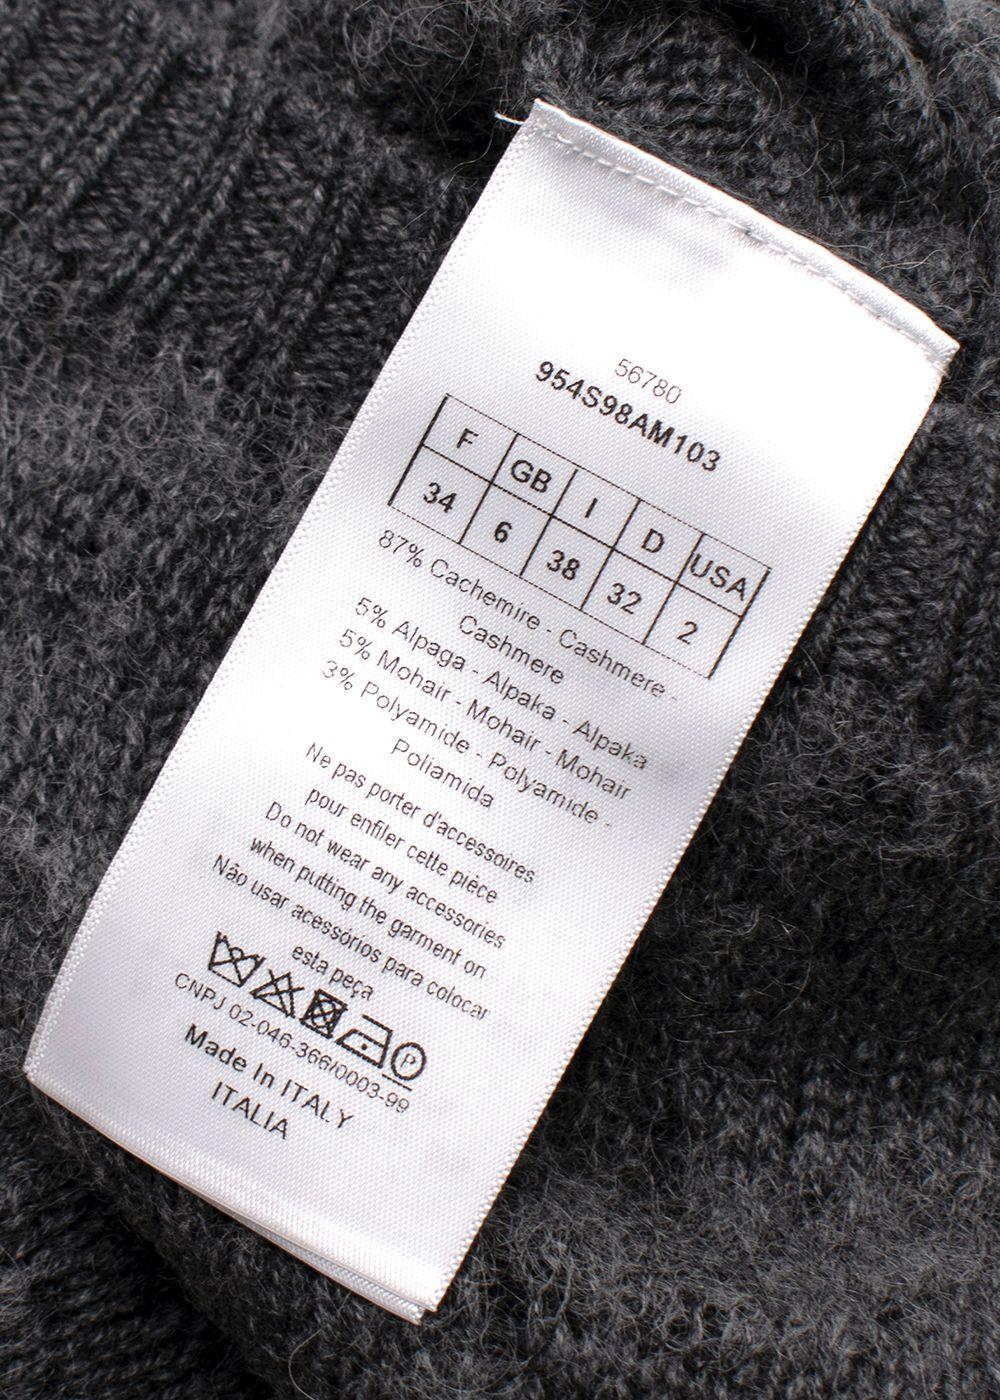 56780
954S98AM103
F GB I D USA
34 6 38 32 2
87% Cachemire - Cashmere -
Cashmere
5% Alpaga - Alpaka - Alpaka
5% Mohair - Mohair - Mohair
3% Polyamide - Polyamide -
Poliamida
Ne pas porter d'accessoires
pour enfiler cette pièce
Do not wear any accessories
when putting the garment on
Não usar acessórios para colocar
esta peça
P
CNPJ 02-046-366/0003-99
Made In ITALY
ITALIA